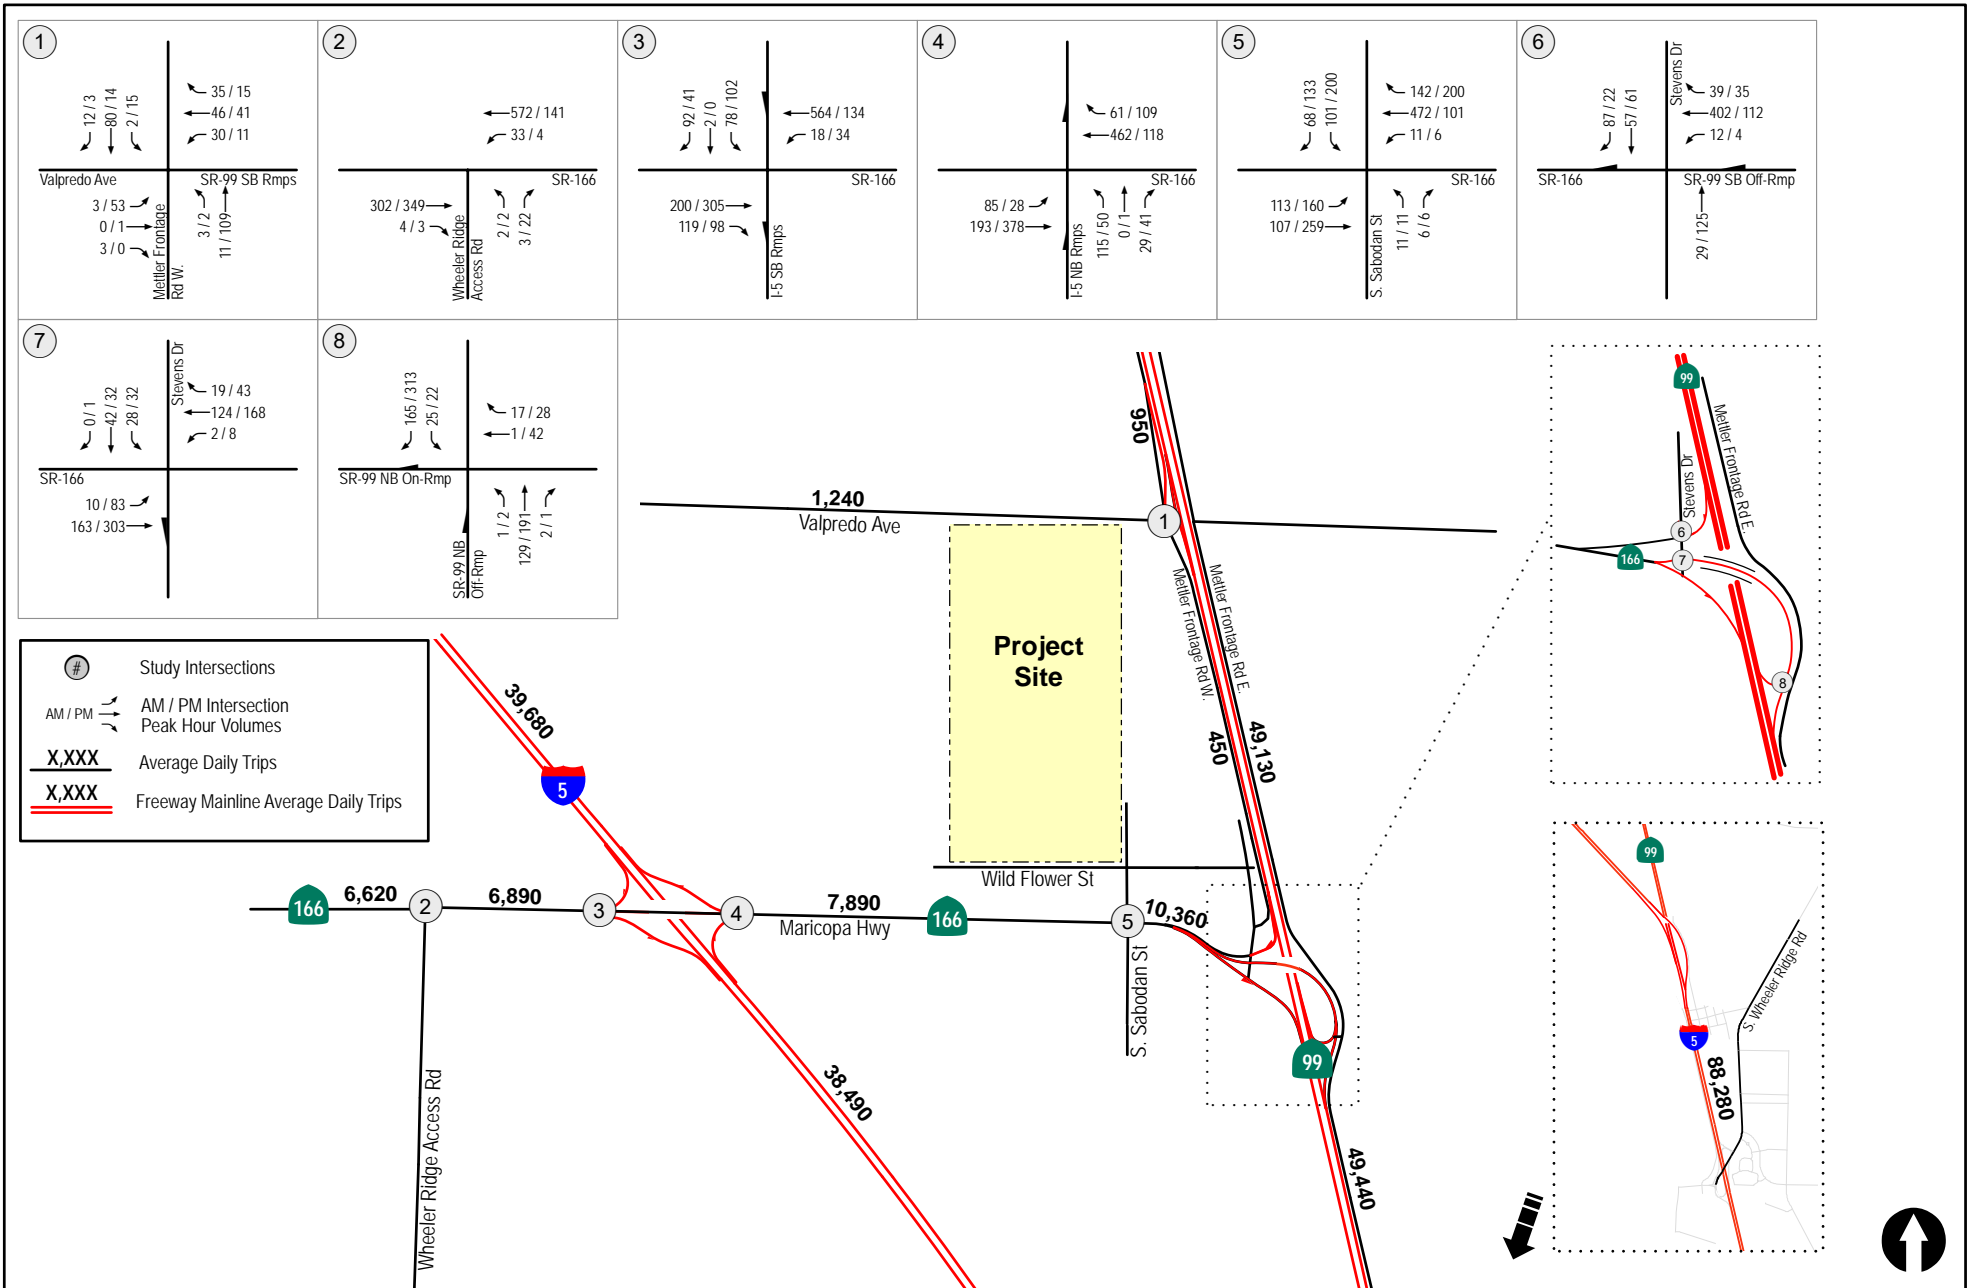 1
12 / 3
80 / 14
2 / 15
35 / 15
46 / 41
30 / 11
Valpredo Ave
SR-99 SB Rmps
3 / 53
0 / 1
3 / 0
Mettler Frontage
Rd W.
3 / 2
11 / 109
2
572 / 141
33 / 4
SR-166
302 / 349
4 / 3
Wheeler Ridge
Access Rd
2 / 2
3 / 22
3
92 / 41
2 / 0
78 / 102
564 / 134
18 / 34
SR-166
200 / 305
119 / 98
I-5 SB Rmps
4
61 / 109
462 / 118
SR-166
85 / 28
193 / 378
I-5 NB Rmps
115 / 50
0 / 1
29 / 41
5
68 / 133
101 / 200
142 / 200
472 / 101
11 / 6
SR-166
113 / 160
107 / 259
S. Sabodan St
11 / 11
6 / 6
6
87 / 22
57 / 61
Stevens Dr
39 / 35
402 / 112
12 / 4
SR-166
SR-99 SB Off-Rmp
29 / 125
7
0 / 1
42 / 32
28 / 32
Stevens Dr
19 / 43
124 / 168
2 / 8
SR-166
10 / 83
163 / 303
8
165 / 313
25 / 22
17 / 28
1 / 42
SR-99 NB On-Rmp
SR-99 NB
Off-Rmp
1 / 2
129 / 191
2 / 1
#
Study Intersections
AM / PM
AM / PM Intersection
Peak Hour Volumes
X,XXX
Average Daily Trips
X,XXX
Freeway Mainline Average Daily Trips
950
1,240
Valpredo Ave
1
Project
Site
Mettler Frontage Rd W.
Mettler Frontage Rd E.
450
49,130
39,680
5
Wild Flower St
166
6,620
2
6,890
3
4
7,890
Maricopa Hwy
166
5
10,360
S. Sabodan St
99
49,440
38,490
Wheeler Ridge Access Rd
99
Mettler Frontage Rd E.
Stevens Dr
6
166
7
8
99
S. Wheeler Ridge Rd
5
88,280